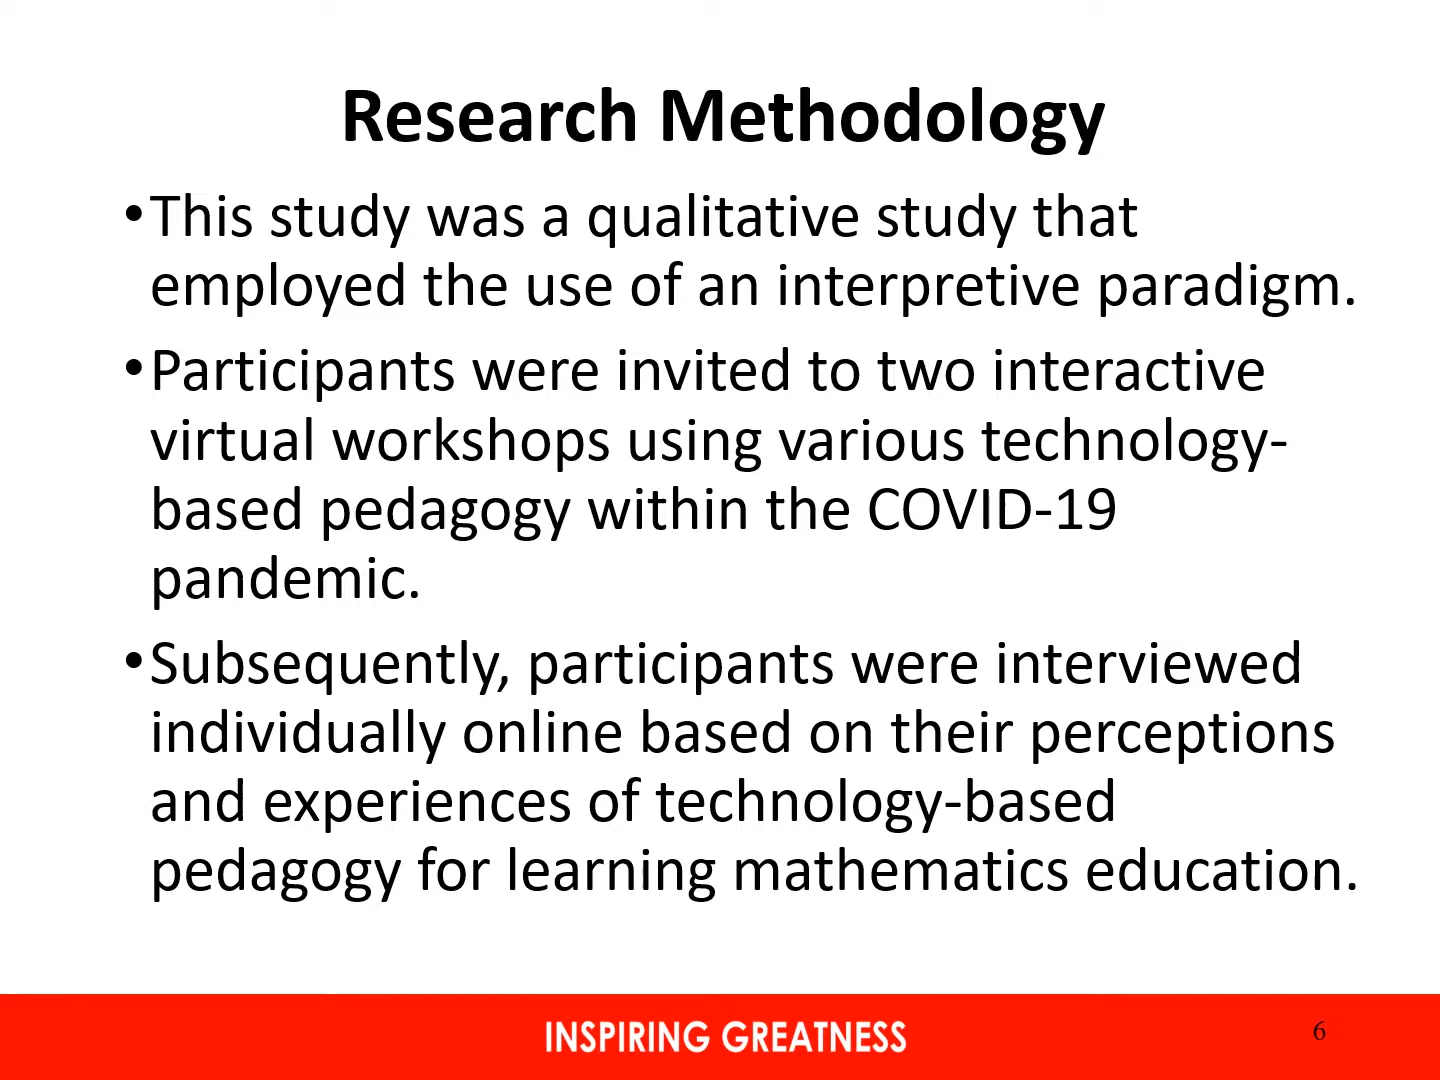 Research Methodology
•This study was a qualitative study that
employed the use of an interpretive paradigm.
•Participants were invited to two interactive
virtual workshops using various technology-
based pedagogy within the COVID-19
pandemic.
•Subsequently, participants were interviewed
individually online based on their perceptions
and experiences of technology-based
pedagogy for learning mathematics education.
INSPIRING GREATNESS
6